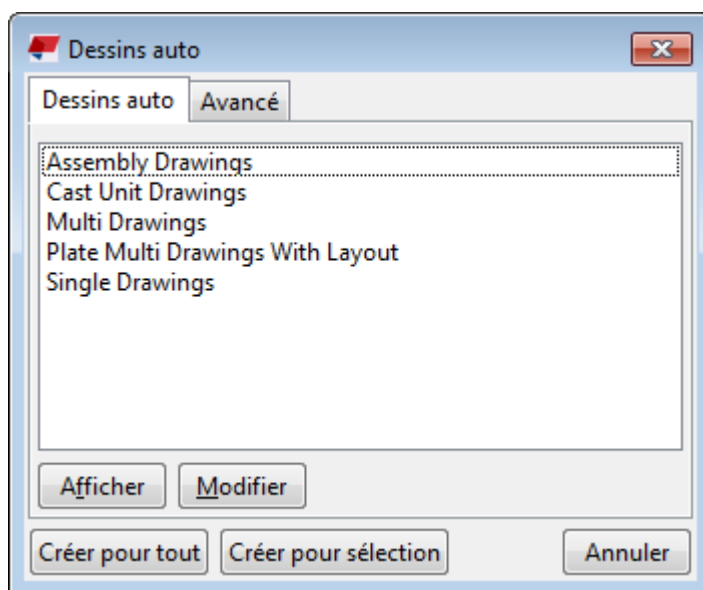 Dessins auto
Dessins auto Avancé
Assembly Drawings
Cast Unit Drawings
Multi Drawings
Plate Multi Drawings With Layout
Single Drawings
Afficher Modifier
Créer pour tout Créer pour sélection Annuler